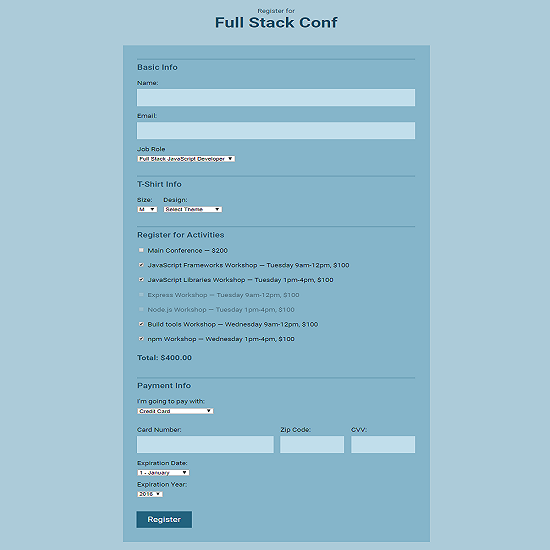 Register for
Full Stack Conf
Basic Info
Name:
Email:
Job Role
Full Stack JavaScript Developer
T-Shirt Info
Size: Design:
M Select Theme
Register for Activities
Main Conference — $200
JavaScript Frameworks Workshop — Tuesday 9am-12pm, $100
JavaScript Libraries Workshop — Tuesday 1pm-4pm, $100
Express Workshop — Tuesday 9am-12pm, $100
Node.js Workshop — Tuesday 1pm-4pm, $100
Build tools Workshop — Wednesday 9am-12pm, $100
npm Workshop — Wednesday 1pm-4pm, $100
Total: $400.00
Payment Info
I'm going to pay with:
Credit Card
Card Number: Zip Code: CVV:
Expiration Date:
1 - January
Expiration Year:
2016
Register